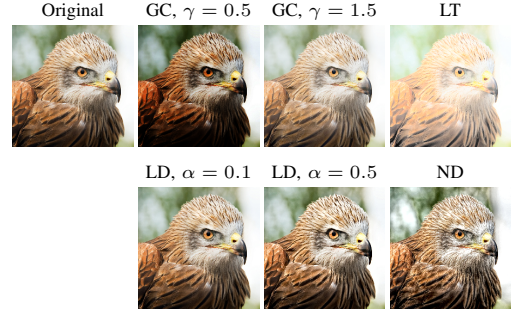 Original GC, γ = 0.5 GC, γ = 1.5 LT
LD, α = 0.1 LD, α = 0.5 ND